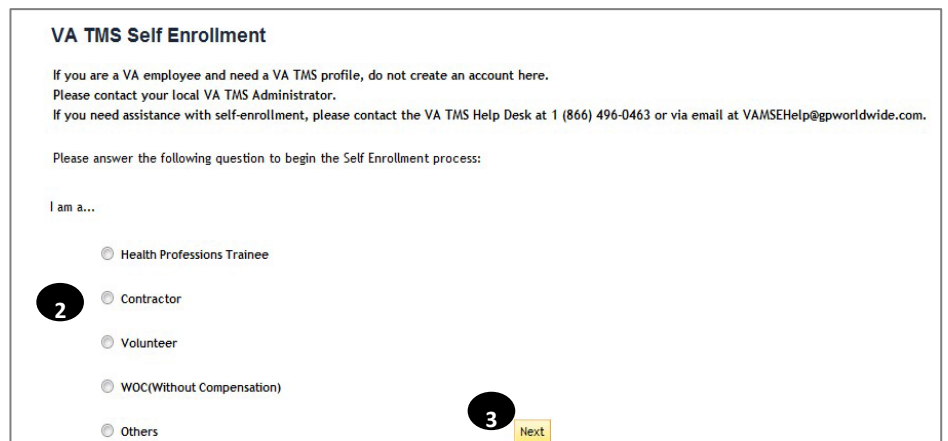 VA TMS Self Enrollment
If you are a VA employee and need a VA TMS profile, do not create an account here.
Please contact your local VA TMS Administrator.
If you need assistance with self-enrollment, please contact the VA TMS Help Desk at 1 (866) 496-0463 or via email at VAMSEHelp@gpworldwide.com.
Please answer the following question to begin the Self Enrollment process:
I am a...
Health Professions Trainee
2 Contractor
Volunteer
WOC(Without Compensation)
Others 3 Next